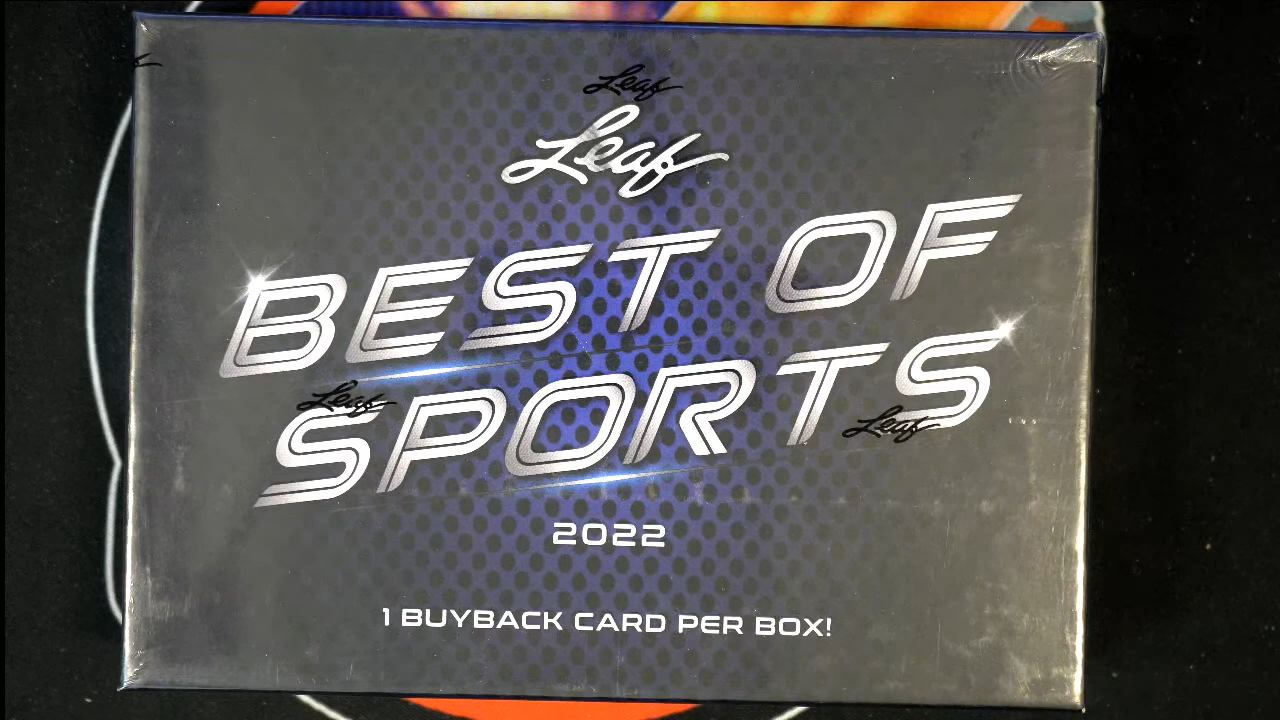 Leaf
Leaf
BEST OF
SPORTS
Leaf
Leaf
2022
1 BUYBACK CARD PER BOX!